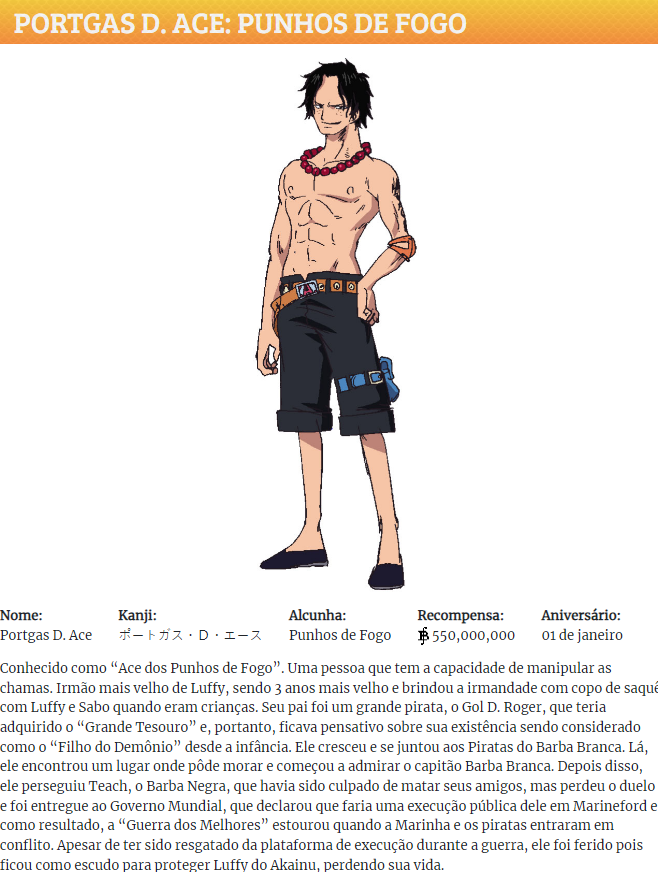 PORTGAS D. ACE: PUNHOS DE FOGO
Nome: Kanji: Alcunha: Recompensa: Aniversário:
Portgas D. Ace ポートガス・D・エース Punhos de Fogo ฿ 550,000,000 01 de janeiro
Conhecido como “Ace dos Punhos de Fogo”. Uma pessoa que tem a capacidade de manipular as
chamas. Irmão mais velho de Luffy, sendo 3 anos mais velho e brindou a irmandade com copo de saquê
com Luffy e Sabo quando eram crianças. Seu pai foi um grande pirata, o Gol D. Roger, que teria
adquirido o “Grande Tesouro” e, portanto, ficava pensativo sobre sua existência sendo considerado
como o “Filho do Demônio” desde a infância. Ele cresceu e se juntou aos Piratas do Barba Branca. Lá,
ele encontrou um lugar onde pôde morar e começou a admirar o capitão Barba Branca. Depois disso,
ele perseguiu Teach, o Barba Negra, que havia sido culpado de matar seus amigos, mas perdeu o duelo
e foi entregue ao Governo Mundial, que declarou que faria uma execução pública dele em Marineford e
como resultado, a “Guerra dos Melhores” estourou quando a Marinha e os piratas entraram em
conflito. Apesar de ter sido resgatado da plataforma de execução durante a guerra, ele foi ferido pois
ficou como escudo para proteger Luffy do Akainu, perdendo sua vida.